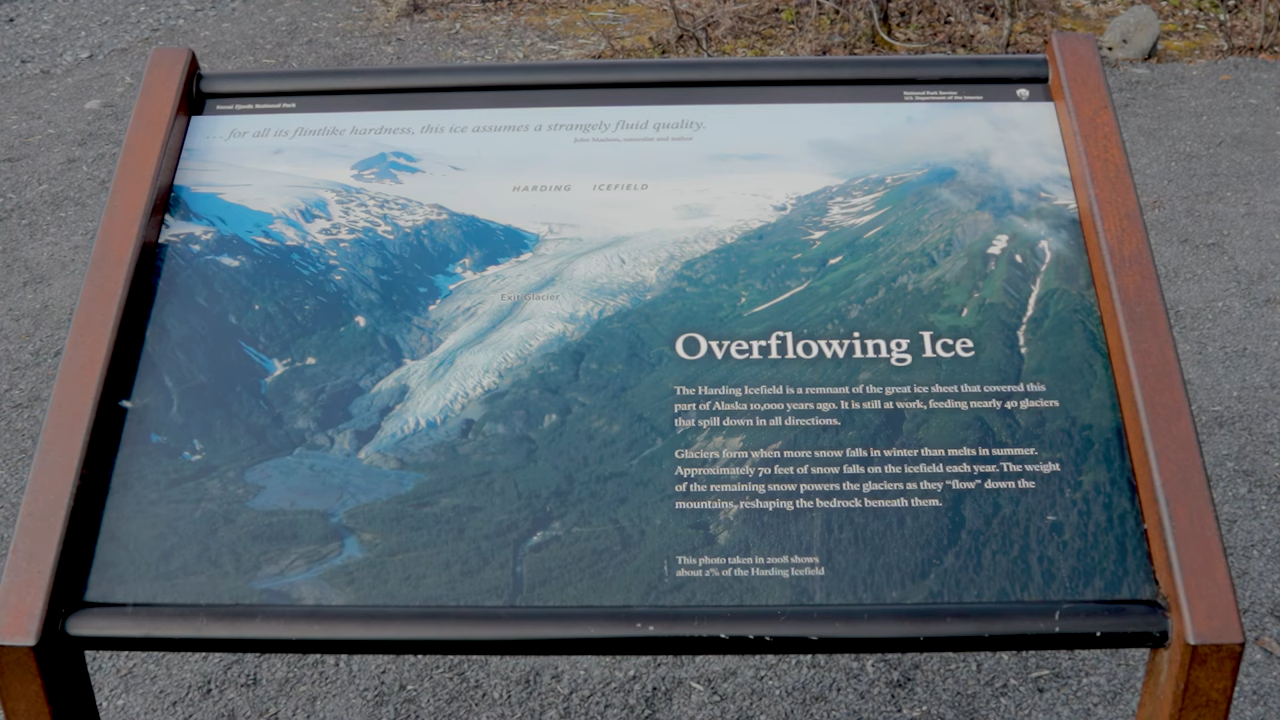 Kenai Fjords National Park
National Park Service
U.S. Department of the Interior
... for all its flintlike hardness, this ice assumes a strangely fluid quality.
John Muir, naturalist and author
HARDING ICEFIELD
Exit Glacier
Overflowing Ice
The Harding Icefield is a remnant of the great ice sheet that covered this
part of Alaska 10,000 years ago. It is still at work, feeding nearly 40 glaciers
that spill down in all directions.
Glaciers form when more snow falls in winter than melts in summer.
Approximately 70 feet of snow falls on the icefield each year. The weight
of the remaining snow powers the glaciers as they "flow" down the
mountains, reshaping the bedrock beneath them.
This photo taken in 2008 shows
about 2% of the Harding Icefield